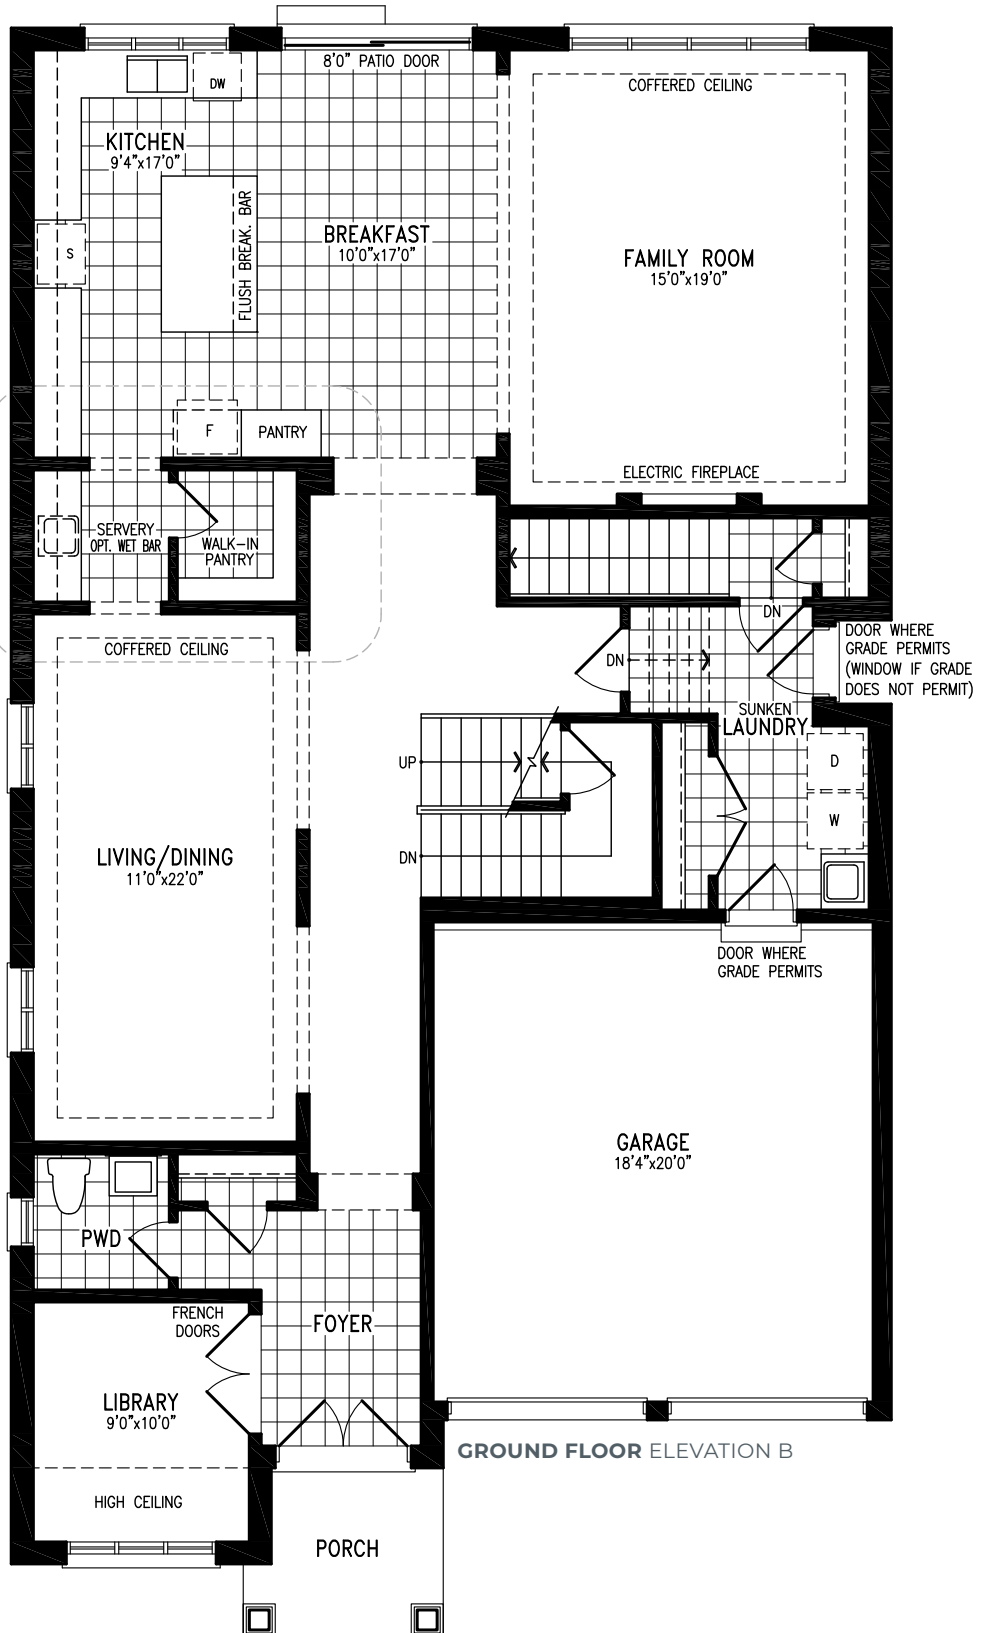 8'0" PATIO DOOR
COFFERED CEILING
DW
KITCHEN
9'4"x17'0"
S
FLUSH BREAK. BAR
BREAKFAST
10'0"x17'0"
FAMILY ROOM
15'0"x19'0"
F
PANTRY
ELECTRIC FIREPLACE
SERVERY
OPT. WET BAR
WALK-IN
PANTRY
DN
DOOR WHERE
GRADE PERMITS
(WINDOW IF GRADE
DOES NOT PERMIT)
COFFERED CEILING
DN
SUNKEN
LAUNDRY
UP
D
W
DN
LIVING/DINING
11'0"x22'0"
DOOR WHERE
GRADE PERMITS
GARAGE
18'4"x20'0"
PWD
FRENCH
DOORS
FOYER
LIBRARY
9'0"x10'0"
GROUND FLOOR ELEVATION B
HIGH CEILING
PORCH